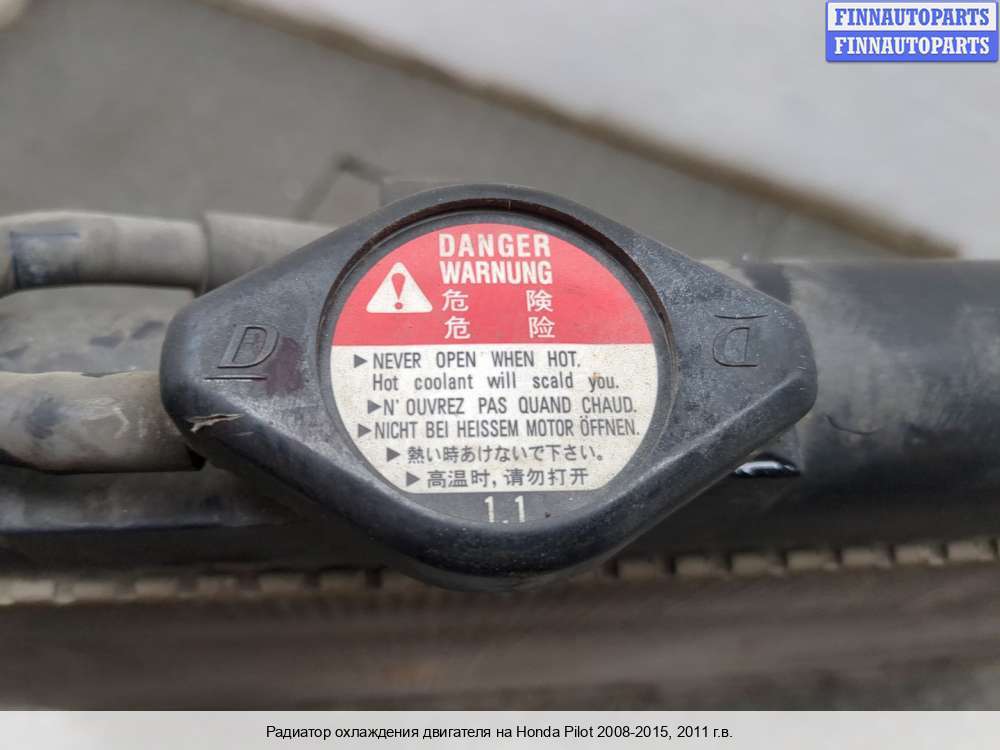 FINNAUTOPARTS
FINNAUTOPARTS
DANGER
WARNUNG
危 険
危 险
D
D
▶ NEVER OPEN WHEN HOT.
Hot coolant will scald you.
▶N'OUVREZ PAS QUAND CHAUD.
▶NICHT BEI HEISSEM MOTOR ÖFFNEN.
▶ 熱い時あけないで下さい。
▶ 高温时, 请勿打开
1.1
Радиатор охлаждения двигателя на Honda Pilot 2008-2015, 2011 г.в.